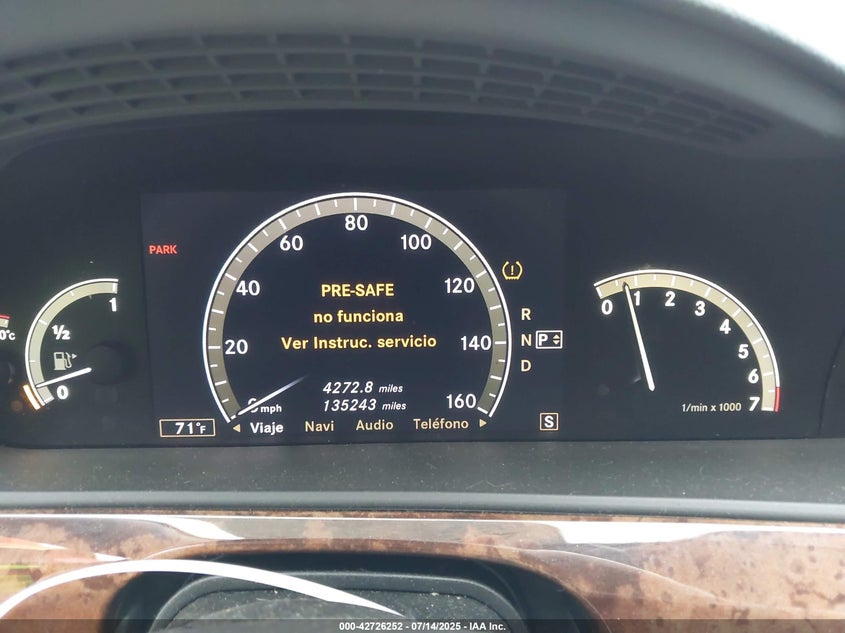 PARK
1
½
0
0°c
71°F
0 mph
20
40
60
80
100
120
140
160
PRE-SAFE
no funciona
Ver Instruc. servicio
4272.8 miles
135243 miles
Viaje Navi Audio Teléfono
R
N P
D
S
0 1 2 3 4 5 6 7
1/min x 1000
000-42726252 - 07/14/2025 - IAA Inc.